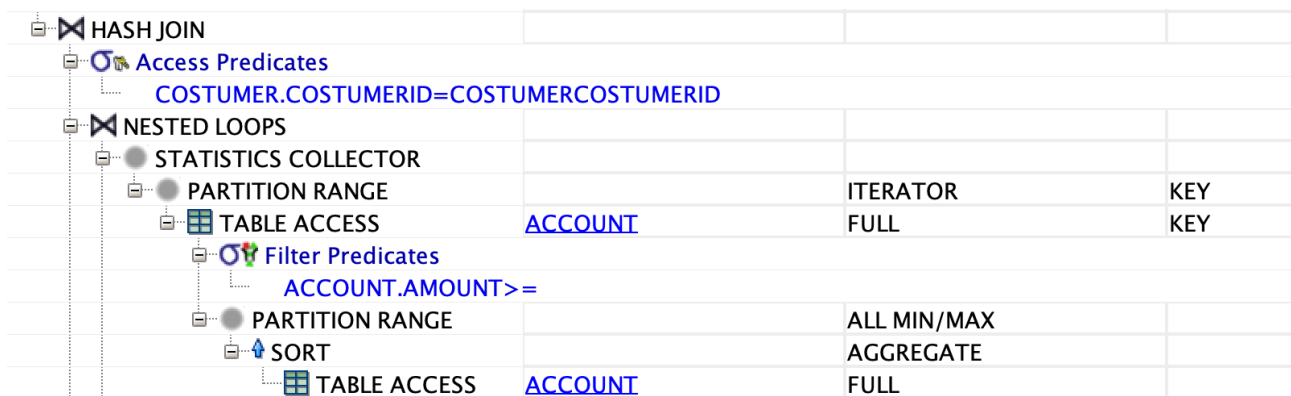 HASH JOIN
Access Predicates
COSTUMER.COSTUMERID=COSTUMERCOSTUMERID
NESTED LOOPS
STATISTICS COLLECTOR
PARTITION RANGE ITERATOR KEY
TABLE ACCESS ACCOUNT FULL KEY
Filter Predicates
ACCOUNT.AMOUNT>=
PARTITION RANGE ALL MIN/MAX
SORT AGGREGATE
TABLE ACCESS ACCOUNT FULL